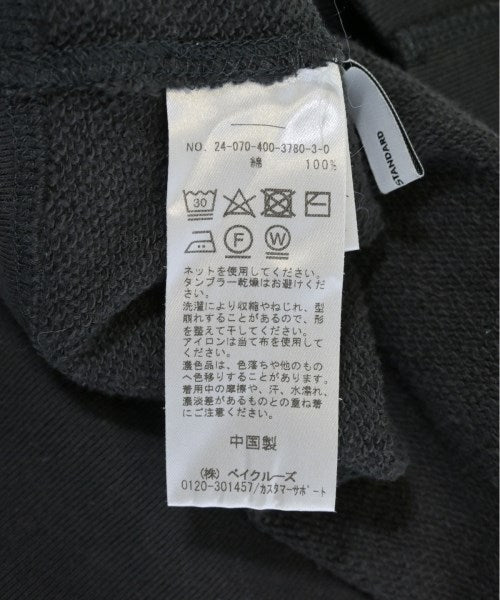 NO. 24-070-400-3780-3-0
綿 100%
30
F W
ネットを使用してください。
タンブラー乾燥はお避けくだ
さい。
洗濯により収縮やねじれ、型
崩れすることがあるので、形
を整えて干してください。
アイロンは当て布を使用して
ください。
濃色品は、色落ちや他のもの
へ色移りすることがあります。
着用中の摩擦や、汗、水濡れ、
濃淡差があるものとの重ね着
にご注意ください。
中国製
(株) ベイクルーズ
0120-301457/カスタマーサポート
STANDARD